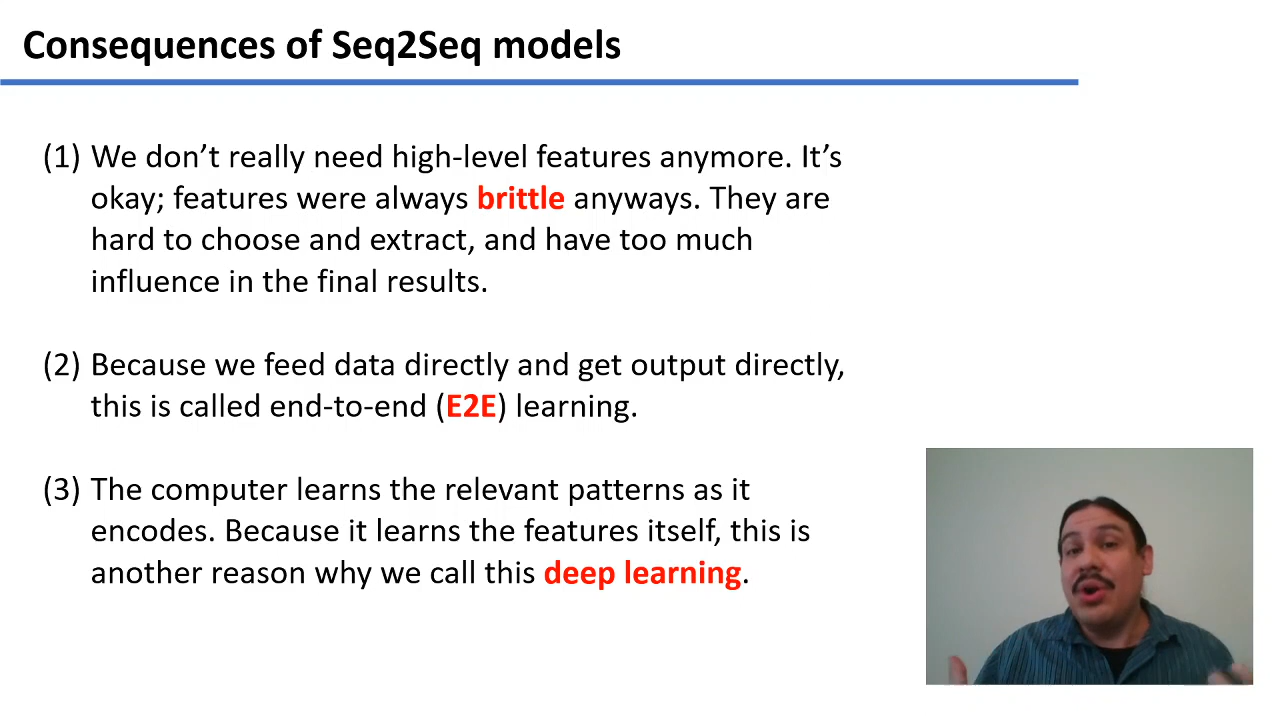 Consequences of Seq2Seq models
(1) We don’t really need high-level features anymore. It’s
okay; features were always brittle anyways. They are
hard to choose and extract, and have too much
influence in the final results.
(2) Because we feed data directly and get output directly,
this is called end-to-end (E2E) learning.
(3) The computer learns the relevant patterns as it
encodes. Because it learns the features itself, this is
another reason why we call this deep learning.